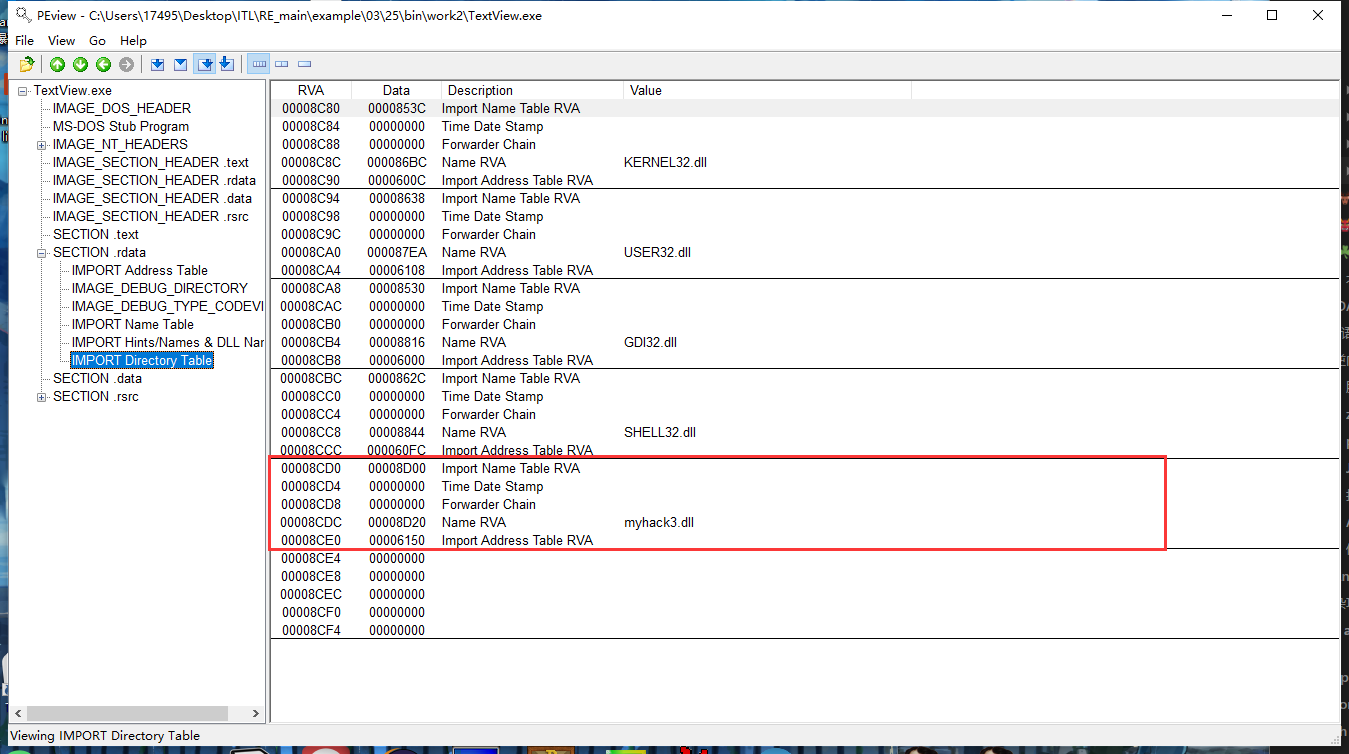 PEview - C:\Users\17495\Desktop\ITL\RE_main\example\03\25\bin\work2\TextView.exe
File View Go Help
TextView.exe
IMAGE_DOS_HEADER
MS-DOS Stub Program
IMAGE_NT_HEADERS
IMAGE_SECTION_HEADER .text
IMAGE_SECTION_HEADER .rdata
IMAGE_SECTION_HEADER .data
IMAGE_SECTION_HEADER .rsrc
SECTION .text
SECTION .rdata
IMPORT Address Table
IMAGE_DEBUG_DIRECTORY
IMAGE_DEBUG_TYPE_CODEVI
IMPORT Name Table
IMPORT Hints/Names & DLL Nar
IMPORT Directory Table
SECTION .data
SECTION .rsrc
RVA Data Description Value
00008C80 0000853C Import Name Table RVA
00008C84 00000000 Time Date Stamp
00008C88 00000000 Forwarder Chain
00008C8C 000086BC Name RVA KERNEL32.dll
00008C90 0000600C Import Address Table RVA
00008C94 00008638 Import Name Table RVA
00008C98 00000000 Time Date Stamp
00008C9C 00000000 Forwarder Chain
00008CA0 000087EA Name RVA USER32.dll
00008CA4 00006108 Import Address Table RVA
00008CA8 00008530 Import Name Table RVA
00008CAC 00000000 Time Date Stamp
00008CB0 00000000 Forwarder Chain
00008CB4 00008816 Name RVA GDI32.dll
00008CB8 00006000 Import Address Table RVA
00008CBC 0000862C Import Name Table RVA
00008CC0 00000000 Time Date Stamp
00008CC4 00000000 Forwarder Chain
00008CC8 00008844 Name RVA SHELL32.dll
00008CCC 000060FC Import Address Table RVA
00008CD0 00008D00 Import Name Table RVA
00008CD4 00000000 Time Date Stamp
00008CD8 00000000 Forwarder Chain
00008CDC 00008D20 Name RVA myhack3.dll
00008CE0 00006150 Import Address Table RVA
00008CE4 00000000
00008CE8 00000000
00008CEC 00000000
00008CF0 00000000
00008CF4 00000000
Viewing IMPORT Directory Table